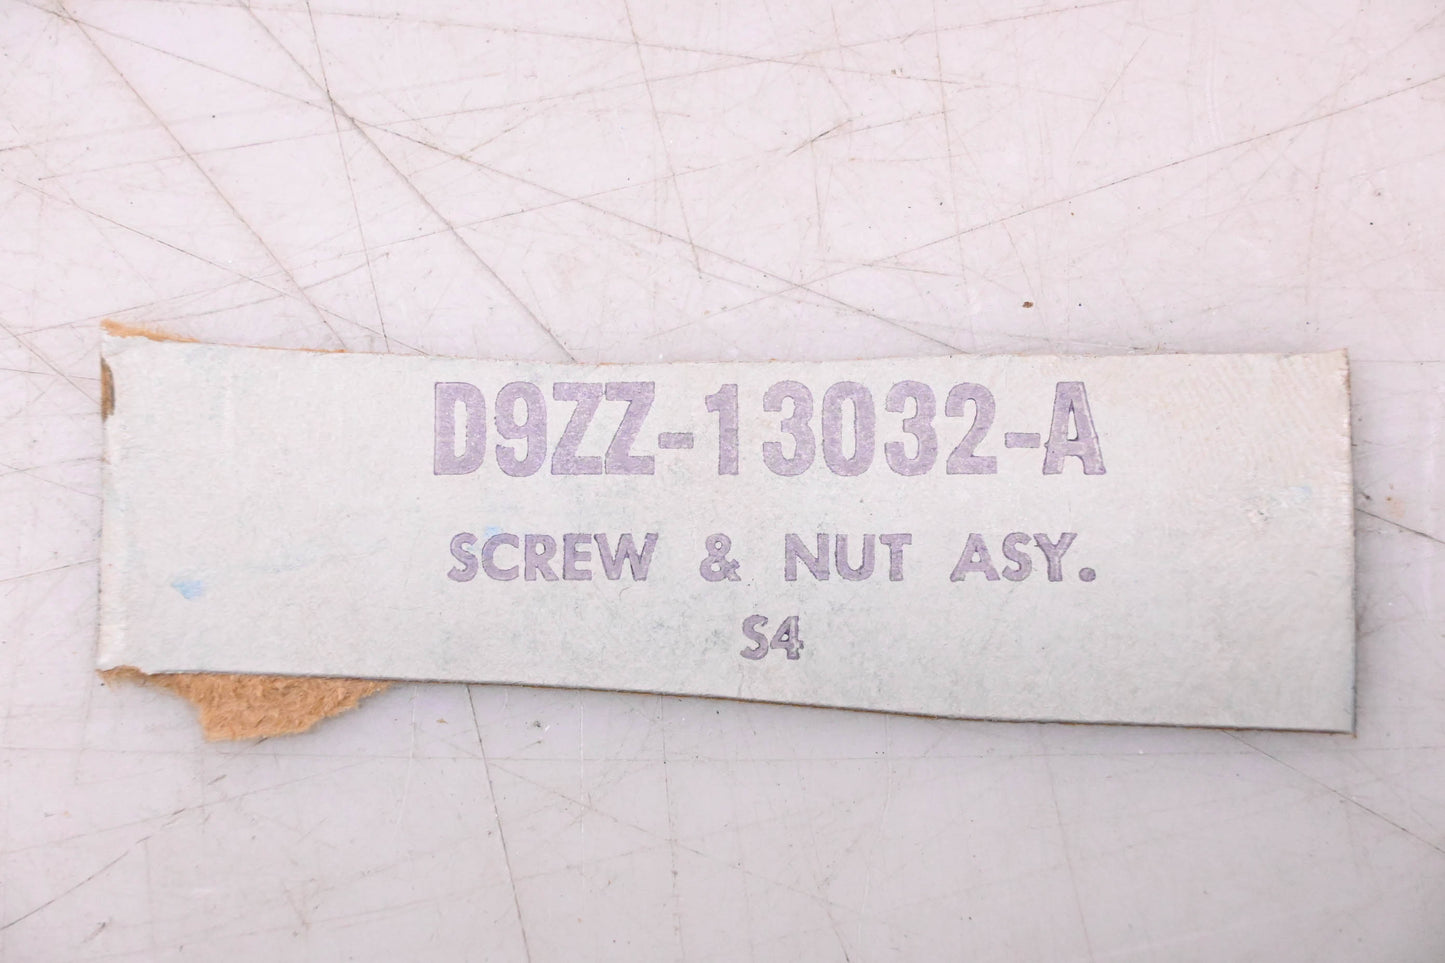 D9ZZ-13032-A
SCREW & NUT ASY.
S4